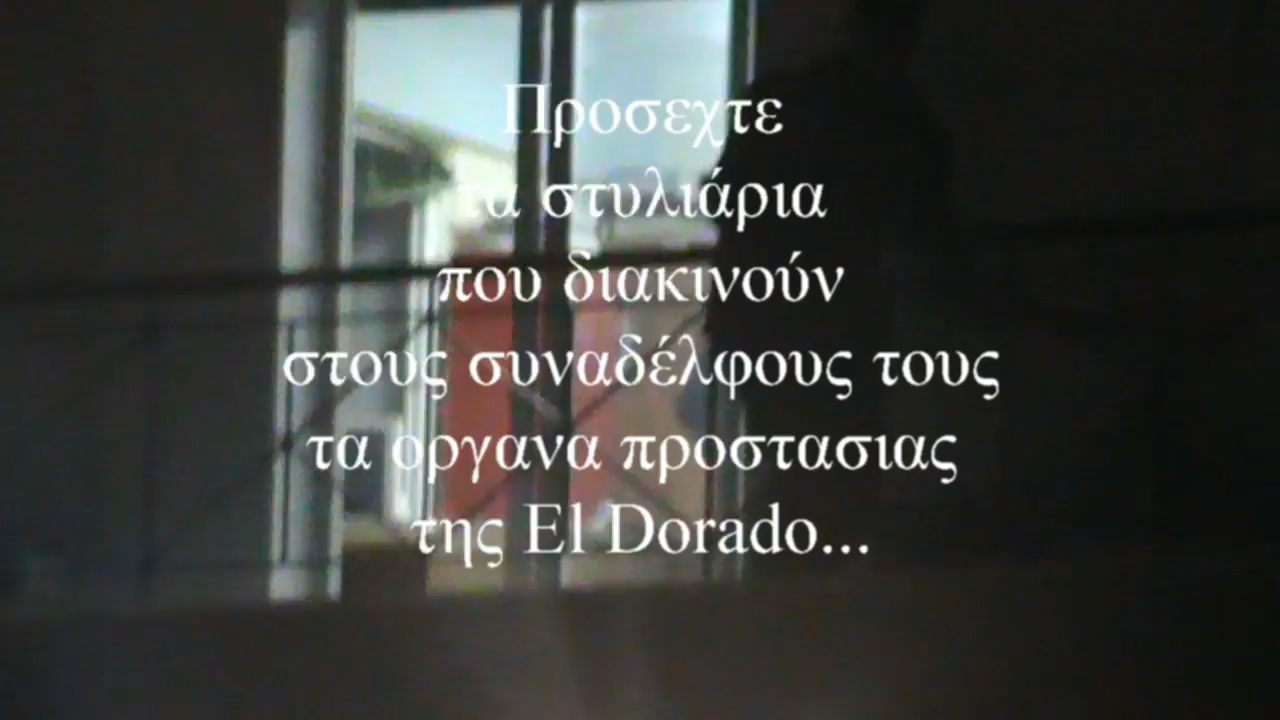 Προσεχτε
τα στυλιάρια
που διακινούν
στους συναδέλφους τους
τα οργανα προστασιας
της El Dorado...